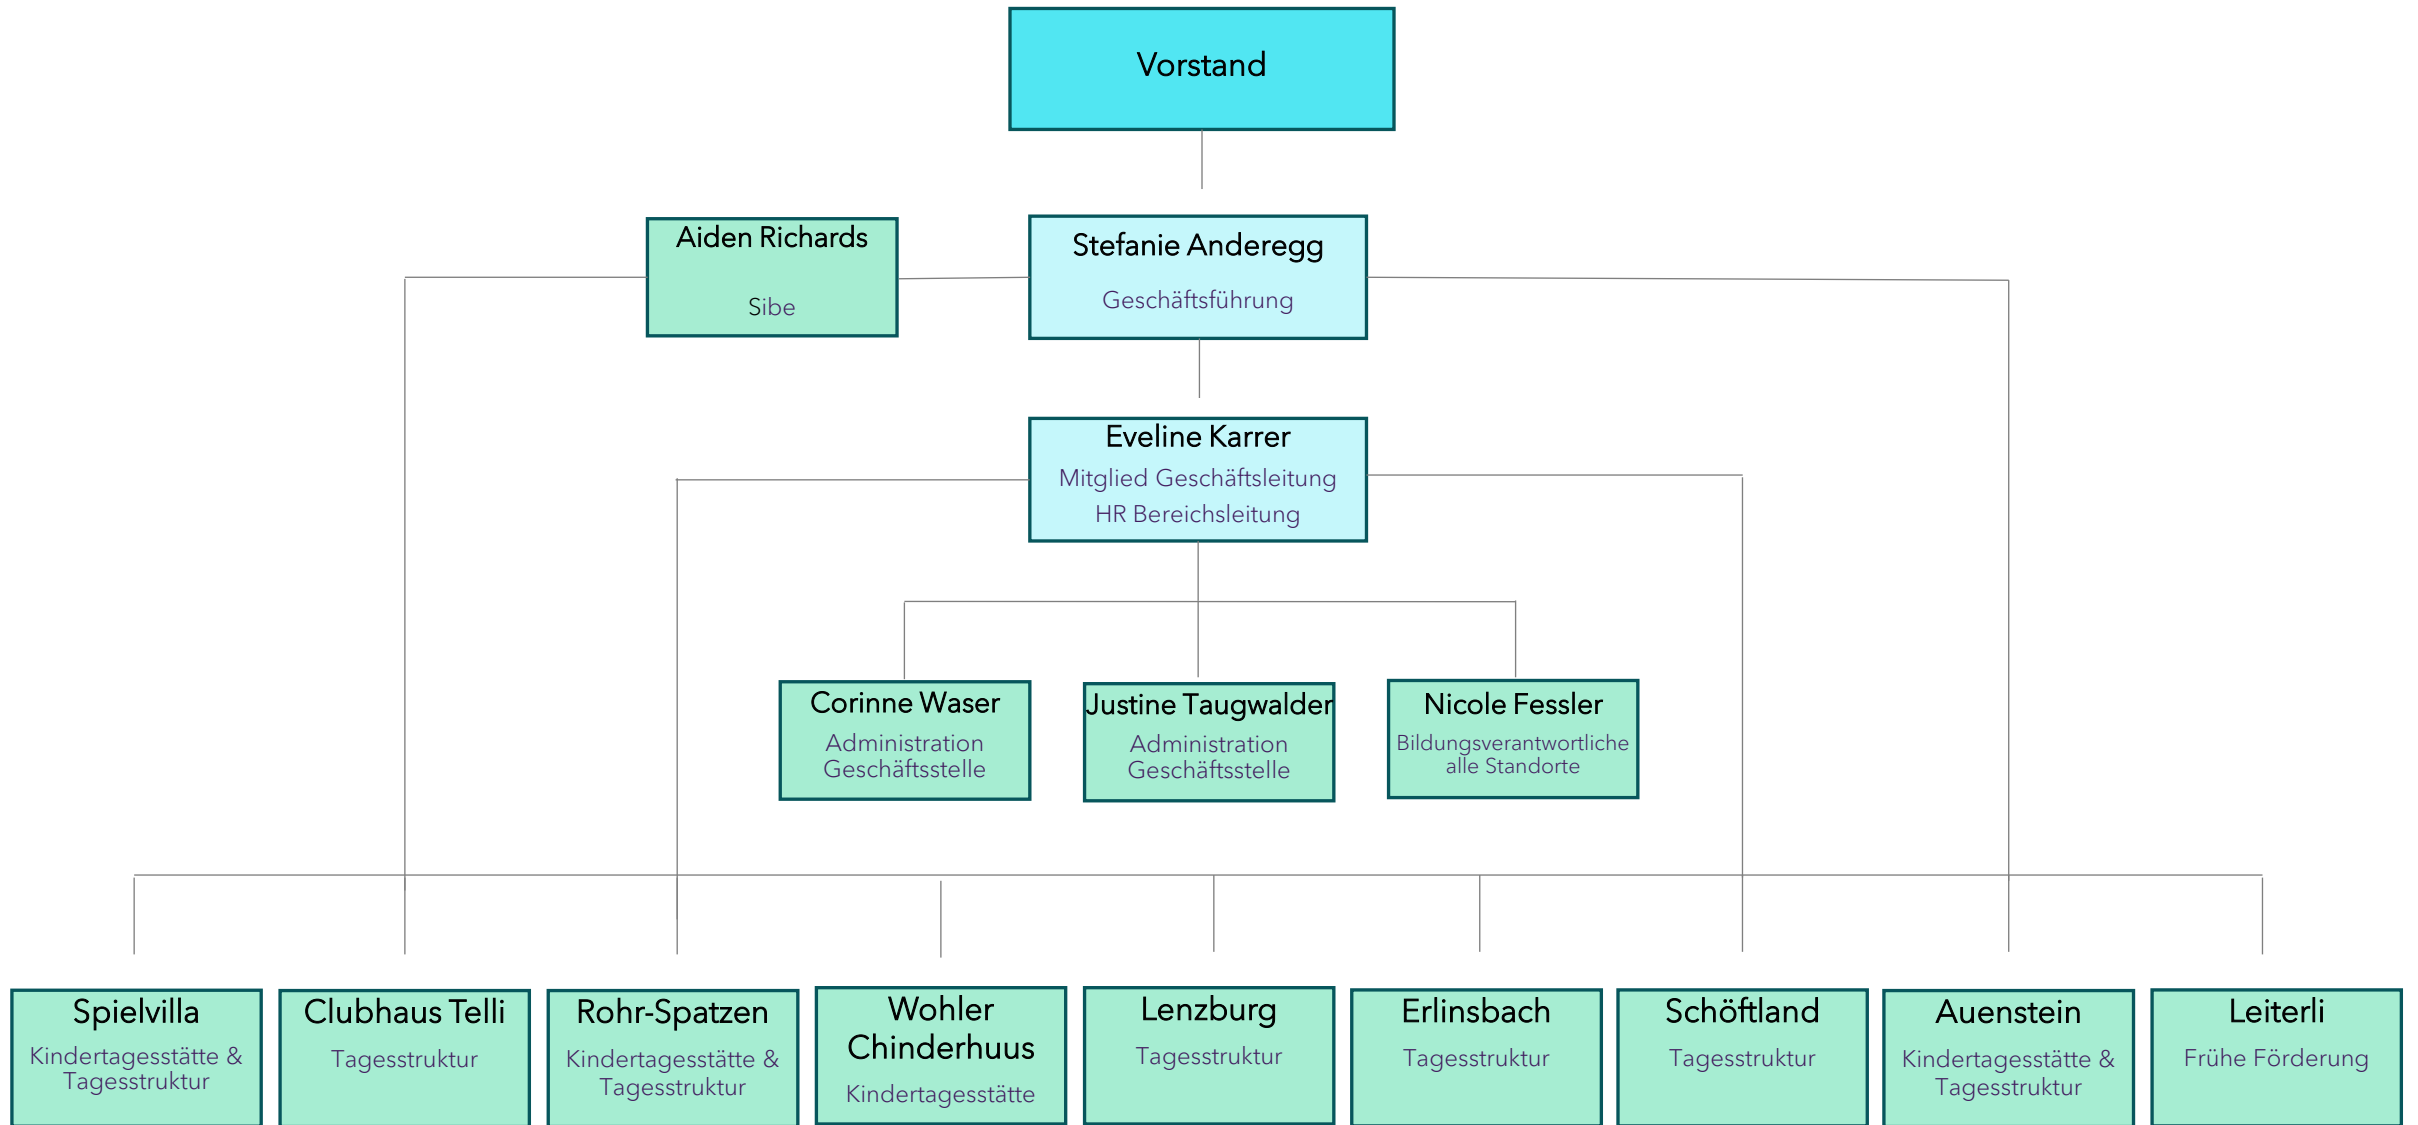 Vorstand
Aiden Richards
Sibe
Stefanie Anderegg
Geschäftsführung
Eveline Karrer
Mitglied Geschäftsleitung
HR Bereichsleitung
Corinne Waser
Administration
Geschäftsstelle
Justine Taugwalder
Administration
Geschäftsstelle
Nicole Fessler
Bildungsverantwortliche
alle Standorte
Spielvilla
Kindertagesstätte &
Tagesstruktur
Clubhaus Telli
Tagesstruktur
Rohr-Spatzen
Kindertagesstätte &
Tagesstruktur
Wohler
Chinderhuus
Kindertagesstätte
Lenzburg
Tagesstruktur
Erlinsbach
Tagesstruktur
Schöftland
Tagesstruktur
Auenstein
Kindertagesstätte &
Tagesstruktur
Leiterli
Frühe Förderung